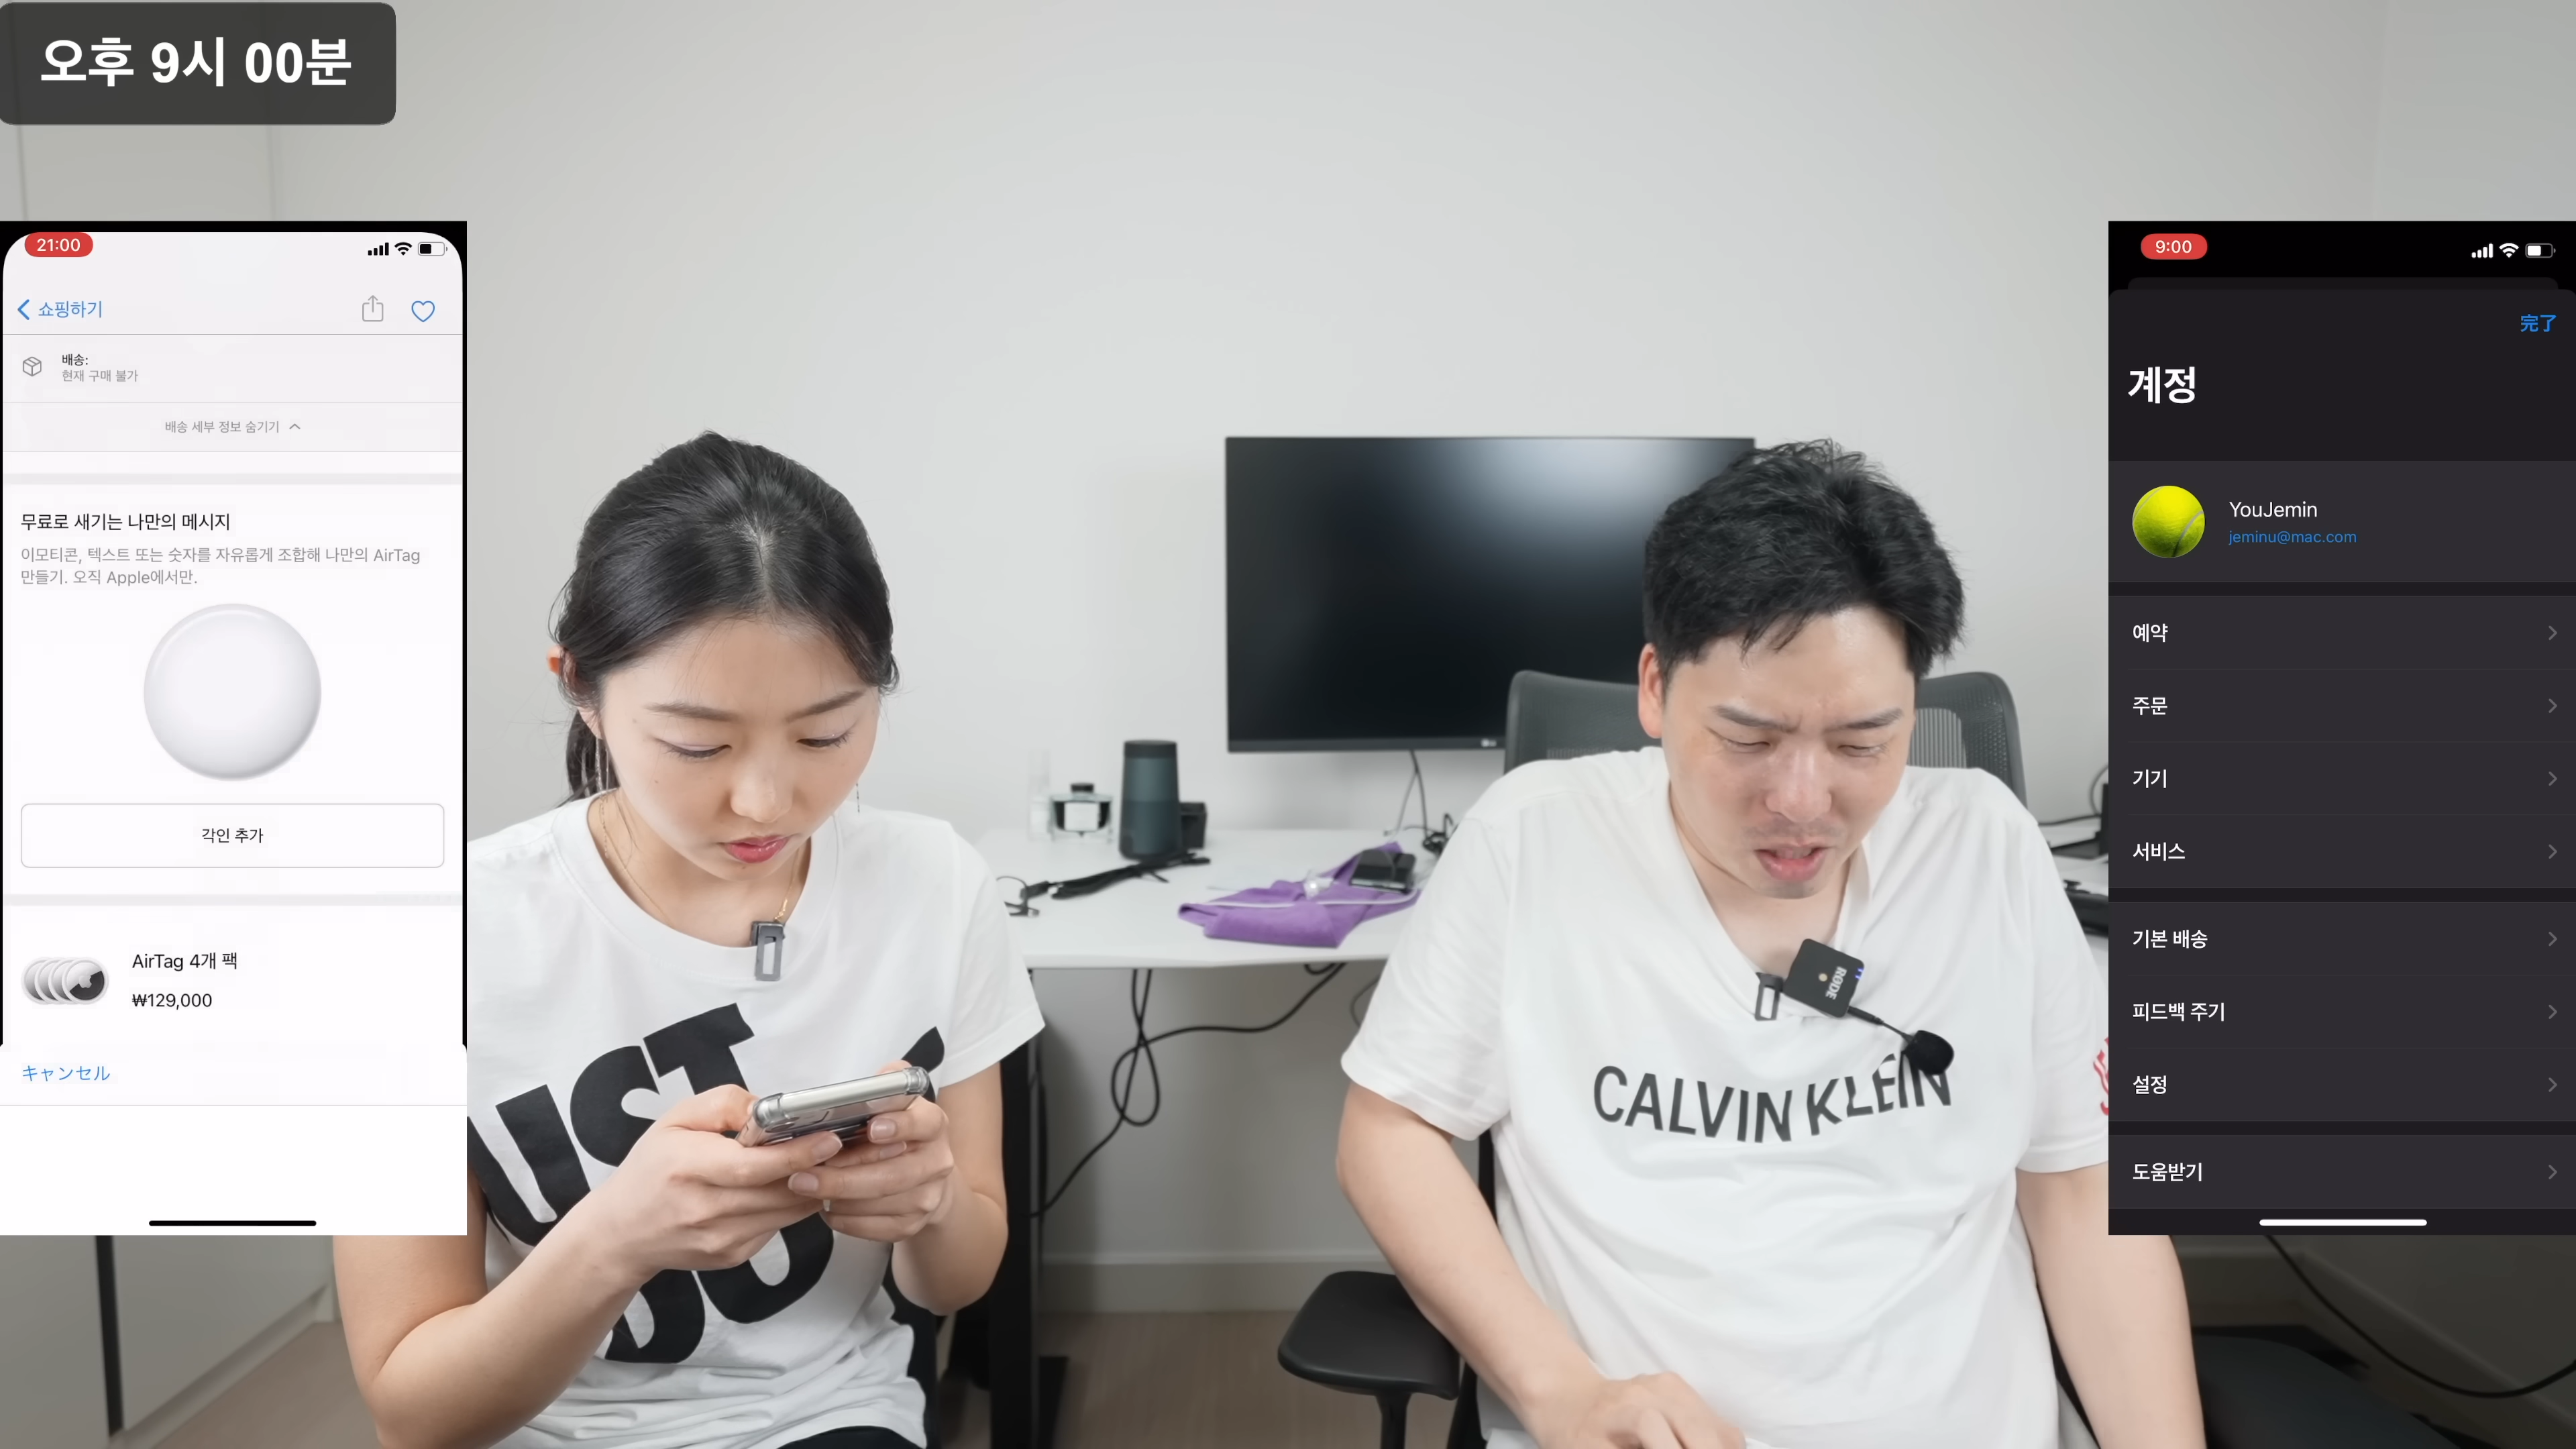 오후 9시 00분
21:00
쇼핑하기
배송:
현재 구매 불가
배송 세부 정보 숨기기
무료로 새기는 나만의 메시지
이모티콘, 텍스트 또는 숫자를 자유롭게 조합해 나만의 AirTag
만들기. 오직 Apple에서만.
각인 추가
AirTag 4개 팩
₩129,000
キャンセル
JUST
DO
RØDE
CALVIN KLEIN
9:00
完了
계정
YouJemin
jeminu@mac.com
예약
주문
기기
서비스
기본 배송
피드백 주기
설정
도움받기